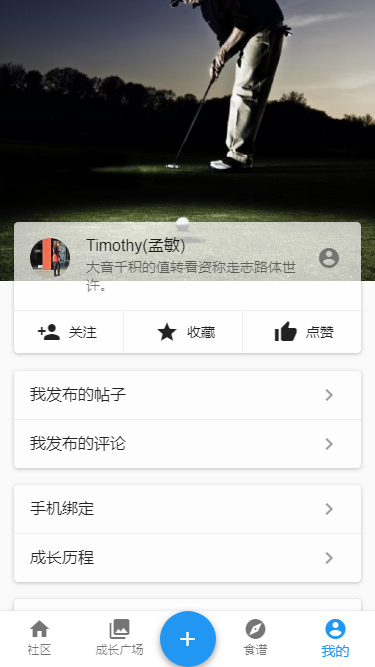 Timothy(孟敏)
大音千积的值转看资称走志路体世
许。
关注
收藏
点赞
我发布的帖子
我发布的评论
手机绑定
成长历程
社区
成长广场
食谱
我的